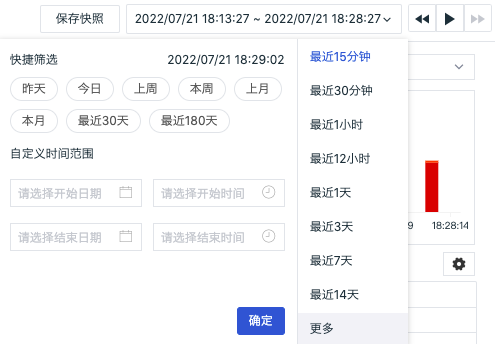 保存快照 2022/07/21 18:13:27 ~ 2022/07/21 18:28:27
快捷筛选 2022/07/21 18:29:02
昨天 今日 上周 本周 上月
本月 最近30天 最近180天
自定义时间范围
请选择开始日期 请选择开始时间
请选择结束日期 请选择结束时间
确定
最近15分钟
最近30分钟
最近1小时
最近12小时
最近1天
最近3天
最近7天
最近14天
更多
9 18:28:14